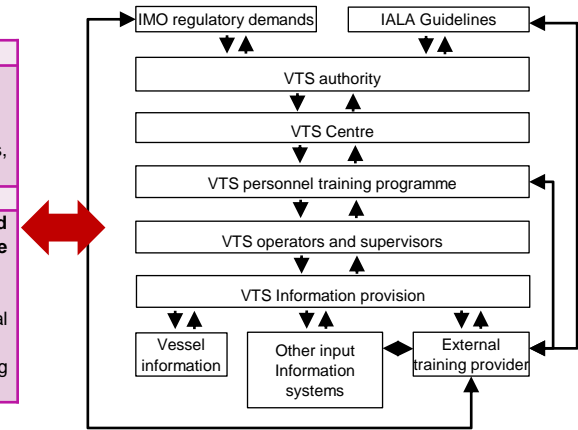 IMO regulatory demands
IALA Guidelines
VTS authority
VTS Centre
VTS personnel training programme
VTS operators and supervisors
VTS Information provision
Vessel
information
Other input
Information
systems
External
training provider